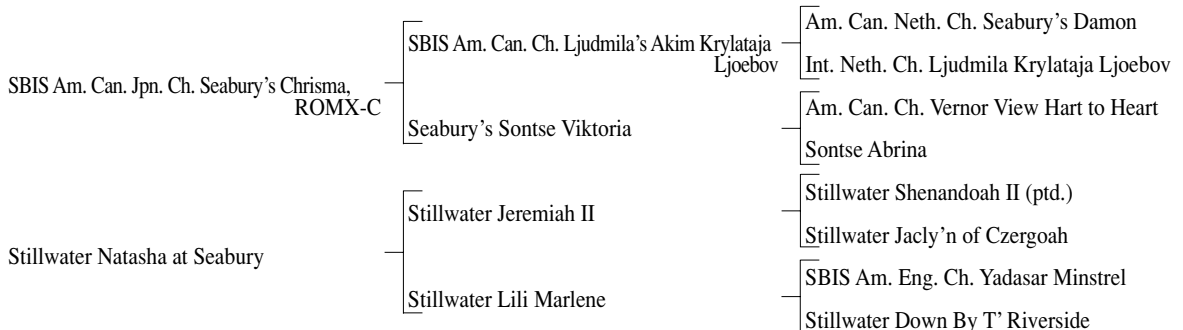 SBIS Am. Can. Jpn. Ch. Seabury's Chrisma,
ROMX-C
SBIS Am. Can. Ch. Ljudmila's Akim Krylataja
Ljoebov
Am. Can. Neth. Ch. Seabury's Damon
Int. Neth. Ch. Ljudmila Krylataja Ljoebov
Seabury's Sontse Viktoria
Am. Can. Ch. Vernor View Hart to Heart
Sontse Abrina
Stillwater Natasha at Seabury
Stillwater Jeremiah II
Stillwater Shenandoah II (ptd.)
Stillwater Jacly'n of Czergoah
Stillwater Lili Marlene
SBIS Am. Eng. Ch. Yadasar Minstrel
Stillwater Down By T' Riverside